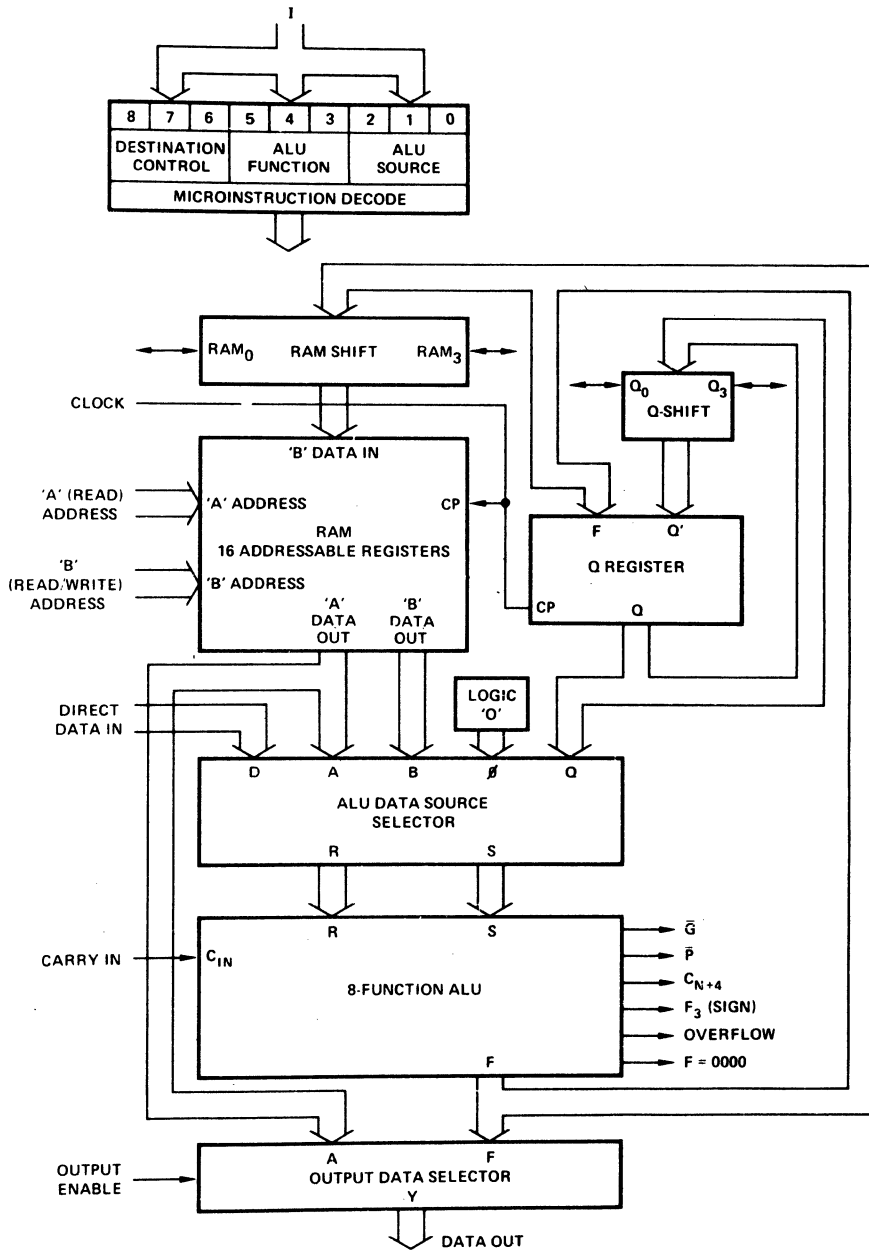 I
8 7 6 5 4 3 2 1 0
DESTINATION CONTROL
ALU FUNCTION
ALU SOURCE
MICROINSTRUCTION DECODE
RAM0 RAM SHIFT RAM3
Q0 Q3
Q-SHIFT
CLOCK
'B' DATA IN
'A' (READ)
ADDRESS
'A' ADDRESS
CP
RAM
16 ADDRESSABLE REGISTERS
'B'
(READ/WRITE)
ADDRESS
'B' ADDRESS
'A'
DATA
OUT
'B'
DATA
OUT
F Q'
Q REGISTER
CP Q
LOGIC
'O'
DIRECT
DATA IN
D A B Ø Q
ALU DATA SOURCE
SELECTOR
R S
R S
CARRY IN
CIN
8-FUNCTION ALU
F
G̅
P̅
CN+4
F3 (SIGN)
OVERFLOW
F = 0000
OUTPUT
ENABLE
A F
OUTPUT DATA SELECTOR
Y
DATA OUT